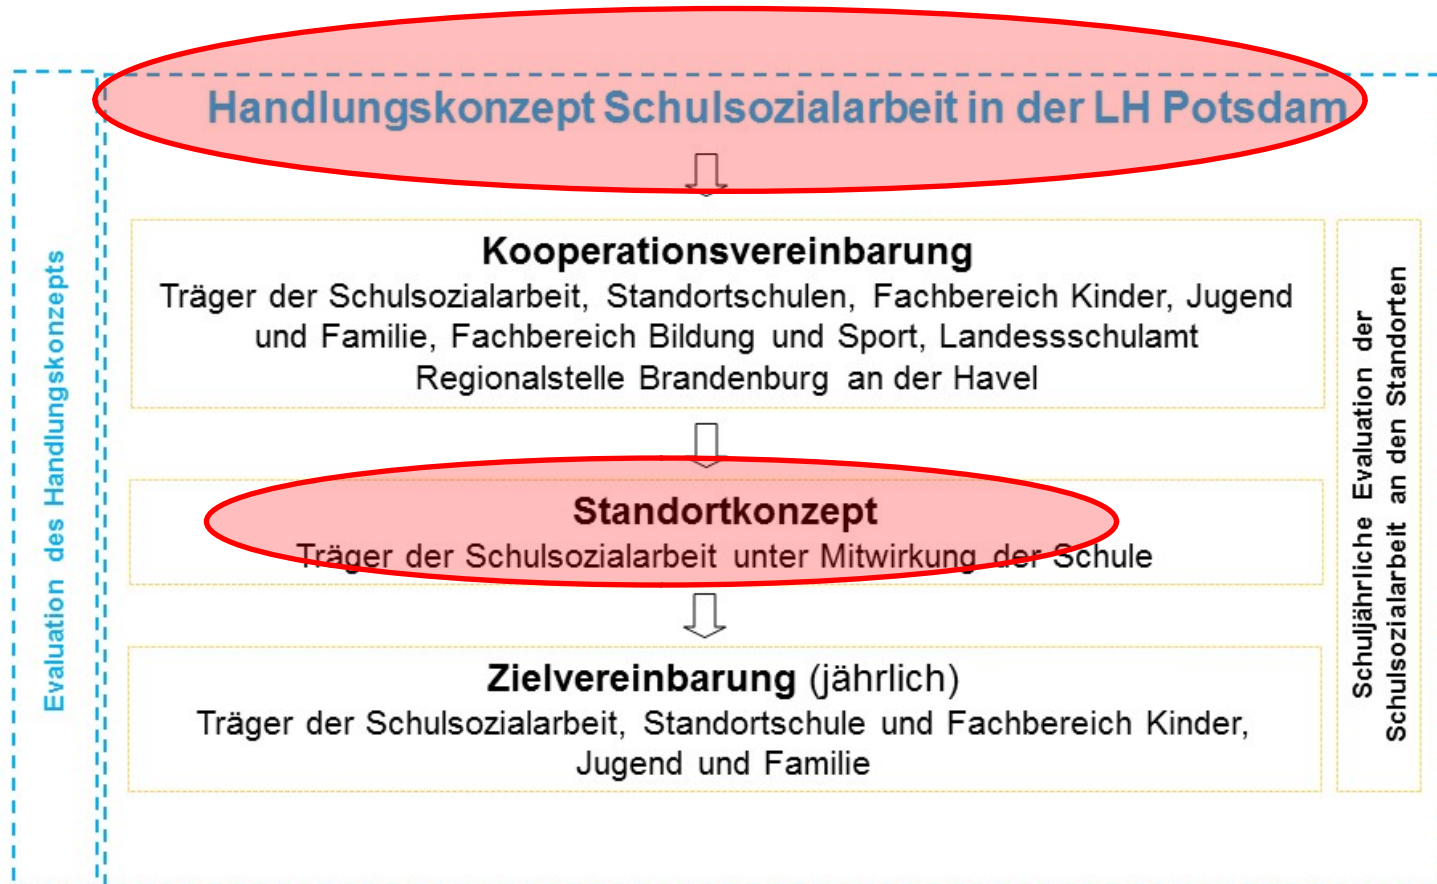 Handlungskonzept Schulsozialarbeit in der LH Potsdam
Evaluation des Handlungskonzepts
Kooperationsvereinbarung
Träger der Schulsozialarbeit, Standortschulen, Fachbereich Kinder, Jugend
und Familie, Fachbereich Bildung und Sport, Landessschulamt
Regionalstelle Brandenburg an der Havel
Standortkonzept
Träger der Schulsozialarbeit unter Mitwirkung der Schule
Zielvereinbarung (jährlich)
Träger der Schulsozialarbeit, Standortschule und Fachbereich Kinder,
Jugend und Familie
Schuljährliche Evaluation der
Schulsozialarbeit an den Standorten